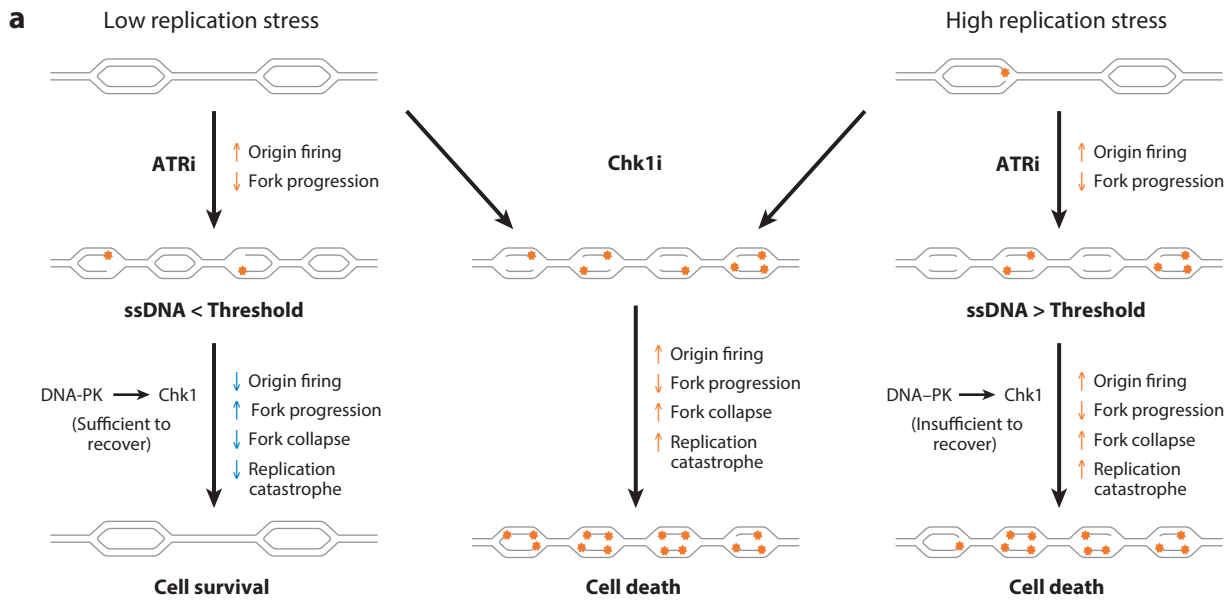 a
Low replication stress
High replication stress
ATRi
↑ Origin firing
↓ Fork progression
Chk1i
ATRi
↑ Origin firing
↓ Fork progression
ssDNA < Threshold
ssDNA > Threshold
DNA-PK → Chk1
(Sufficient to
recover)
↓ Origin firing
↑ Fork progression
↓ Fork collapse
↓ Replication
catastrophe
↑ Origin firing
↓ Fork progression
↑ Fork collapse
↑ Replication
catastrophe
DNA–PK → Chk1
(Insufficient to
recover)
↑ Origin firing
↓ Fork progression
↑ Fork collapse
↑ Replication
catastrophe
Cell survival
Cell death
Cell death